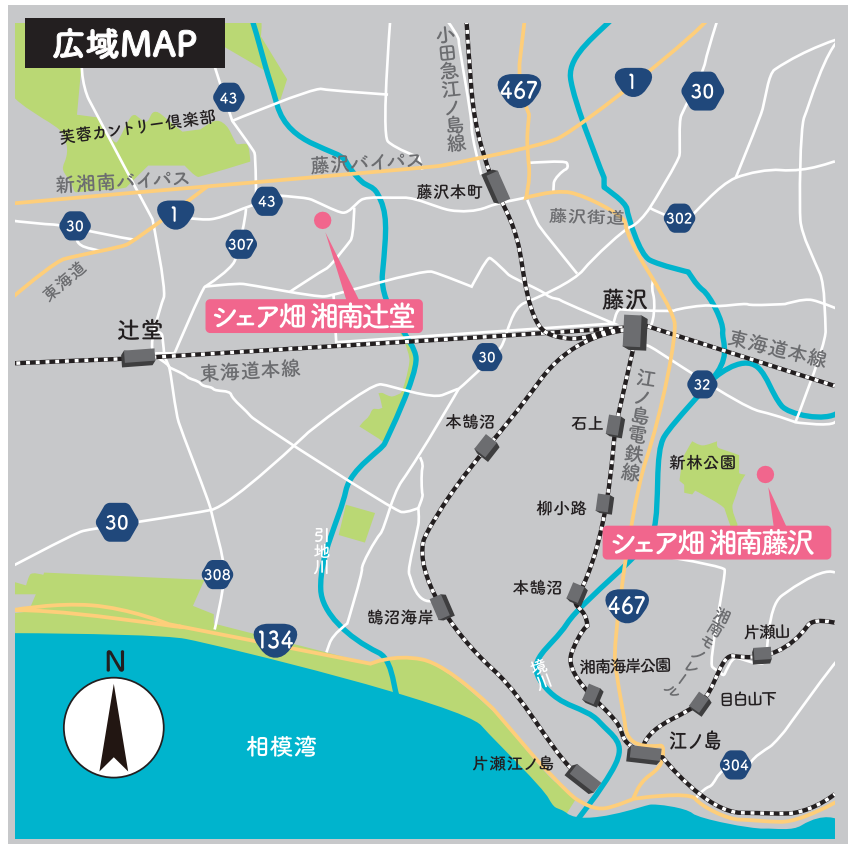 広域MAP
小田急江ノ島線
467
1
30
43
芙蓉カントリー倶楽部
藤沢バイパス
新湘南バイパス
藤沢本町
43
1
30
307
藤沢街道
302
東海道
シェア畑 湘南辻堂
藤沢
辻堂
東海道本線
東海道本線
30
32
江ノ島電鉄線
本鵠沼
石上
新林公園
柳小路
30
引地川
シェア畑 湘南藤沢
308
本鵠沼
467
鵠沼海岸
134
湘南モノレール
片瀬山
N
境川
湘南海岸公園
目白山下
相模湾
江ノ島
片瀬江ノ島
304